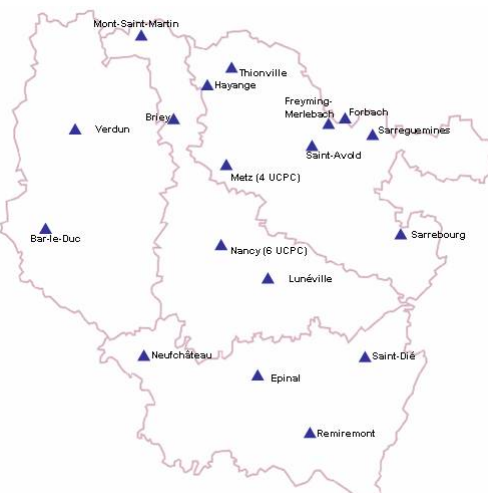 Mont-Saint-Martin
Thionville
Hayange
Freyming-
Merlebach
Forbach
Briey
Verdun
Sarreguemines
Saint-Avold
Metz (4 UCPC)
Bar-le-Duc
Sarrebourg
Nancy (6 UCPC)
Lunéville
Neufchâteau
Saint-Dié
Epinal
Remiremont